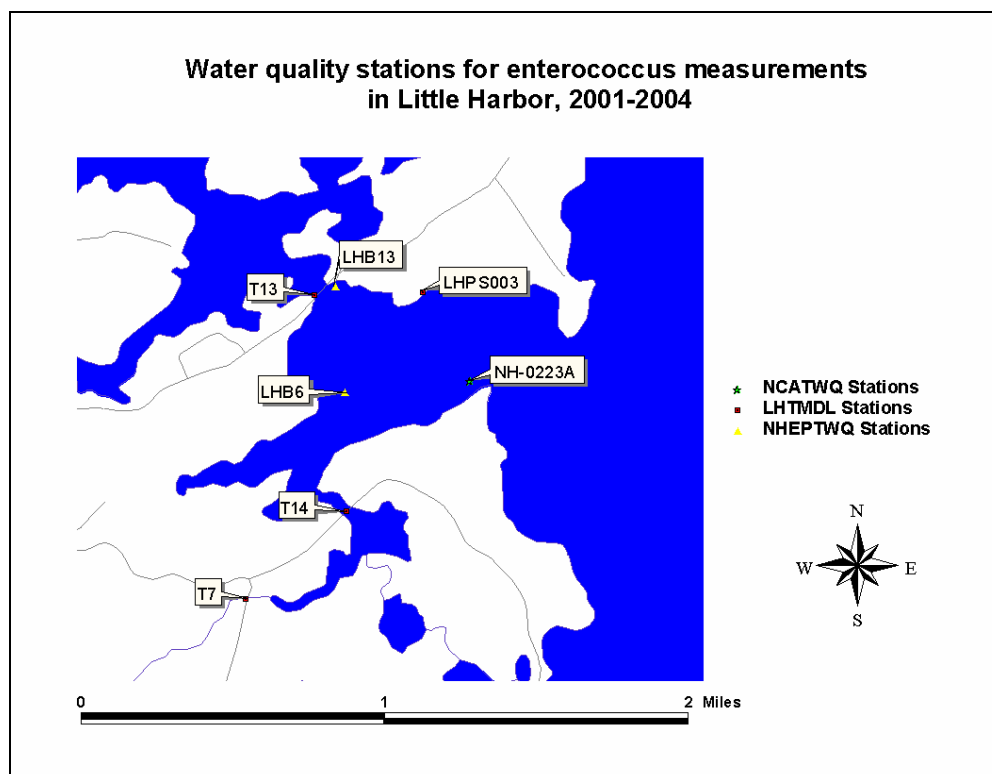 Water quality stations for enterococcus measurements
in Little Harbor, 2001-2004
LHB13
T13
LHPS003
NH-0223A
LHB6
T14
T7
NCATWQ Stations
LHTMDL Stations
NHEPTWQ Stations
N
W E
S
0 1 2 Miles